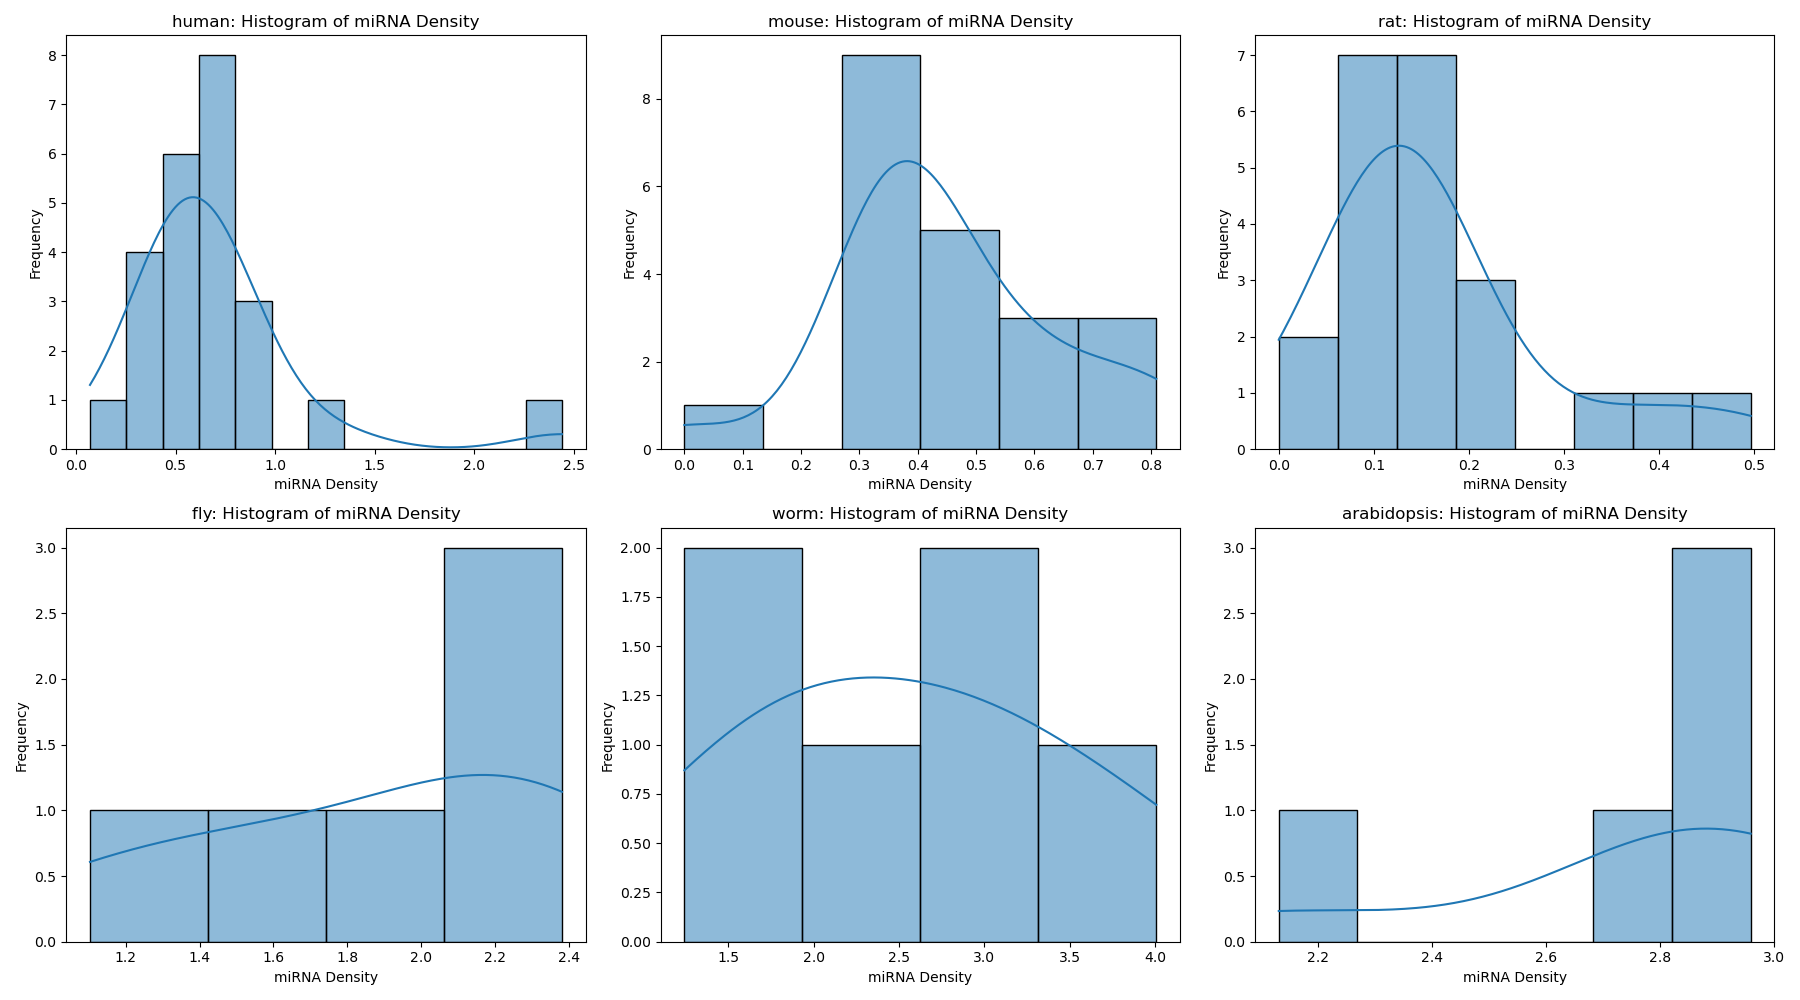 human: Histogram of miRNA Density
8
7
6
5
4
3
2
1
0
Frequency
0.0 0.5 1.0 1.5 2.0 2.5
miRNA Density
mouse: Histogram of miRNA Density
8
6
4
2
0
Frequency
0.0 0.1 0.2 0.3 0.4 0.5 0.6 0.7 0.8
miRNA Density
rat: Histogram of miRNA Density
7
6
5
4
3
2
1
0
Frequency
0.0 0.1 0.2 0.3 0.4 0.5
miRNA Density
fly: Histogram of miRNA Density
3.0
2.5
2.0
1.5
1.0
0.5
0.0
Frequency
1.2 1.4 1.6 1.8 2.0 2.2 2.4
miRNA Density
worm: Histogram of miRNA Density
2.00
1.75
1.50
1.25
1.00
0.75
0.50
0.25
0.00
Frequency
1.5 2.0 2.5 3.0 3.5 4.0
miRNA Density
arabidopsis: Histogram of miRNA Density
3.0
2.5
2.0
1.5
1.0
0.5
0.0
Frequency
2.2 2.4 2.6 2.8 3.0
miRNA Density